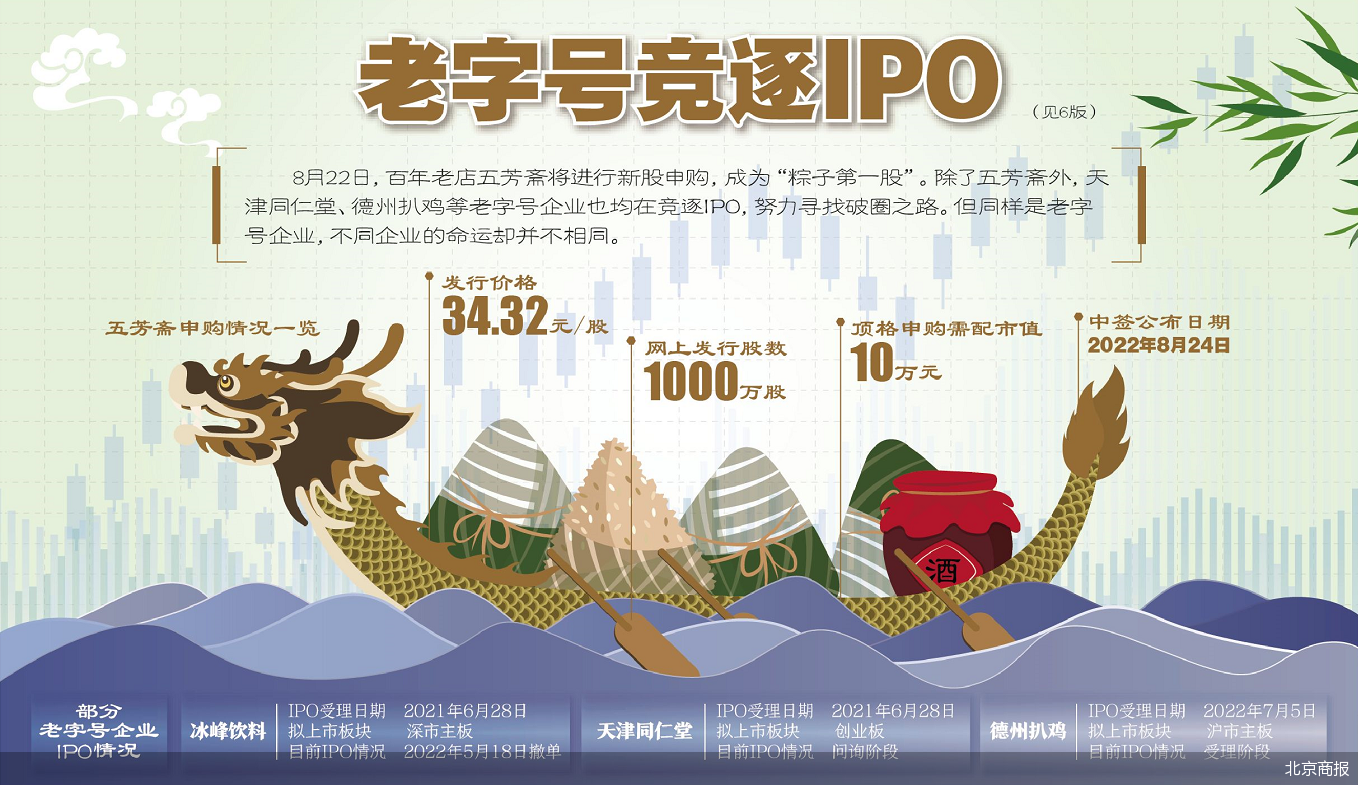 老字号竞逐IPO
（见6版）
8月22日，百年老店五芳斋将进行新股申购，成为“粽子第一股”。除了五芳斋外，天
津同仁堂、德州扒鸡等老字号企业也均在竞逐IPO，努力寻找破圈之路。但同样是老字
号企业，不同企业的命运却并不相同。
五芳斋申购情况一览
发行价格
34.32元/股
网上发行股数
1000万股
顶格申购需配市值
10万元
中签公布日期
2022年8月24日
酒
部分
老字号企业
IPO情况
冰峰饮料
IPO受理日期 2021年6月28日
拟上市板块 深市主板
目前IPO情况 2022年5月18日撤单
天津同仁堂
IPO受理日期 2021年6月28日
拟上市板块 创业板
目前IPO情况 问询阶段
德州扒鸡
IPO受理日期 2022年7月5日
拟上市板块 沪市主板
目前IPO情况 受理阶段
北京商报